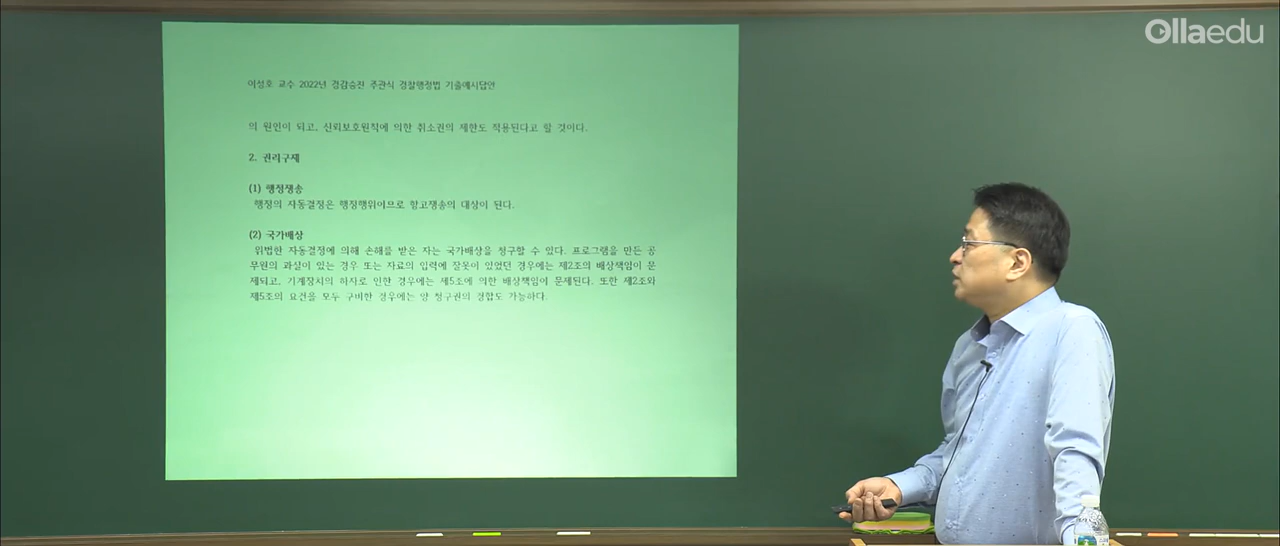 Ollaedu
이성호 교수 2022년 경감승진 주관식 경찰행정법 기출예시답안
의 원인이 되고, 신뢰보호원칙에 의한 취소권의 제한도 적용된다고 할 것이다.
2. 권리구제
(1) 행정쟁송
행정의 자동결정은 행정행위이므로 항고쟁송의 대상이 된다.
(2) 국가배상
위법한 자동결정에 의해 손해를 받은 자는 국가배상을 청구할 수 있다. 프로그램을 만든 공
무원의 과실이 있는 경우 또는 자료의 입력에 잘못이 있었던 경우에는 제2조의 배상책임이 문
제되고, 기계장치의 하자로 인한 경우에는 제5조에 의한 배상책임이 문제된다. 또한 제2조와
제5조의 요건을 모두 구비한 경우에는 양 청구권의 경합도 가능하다.